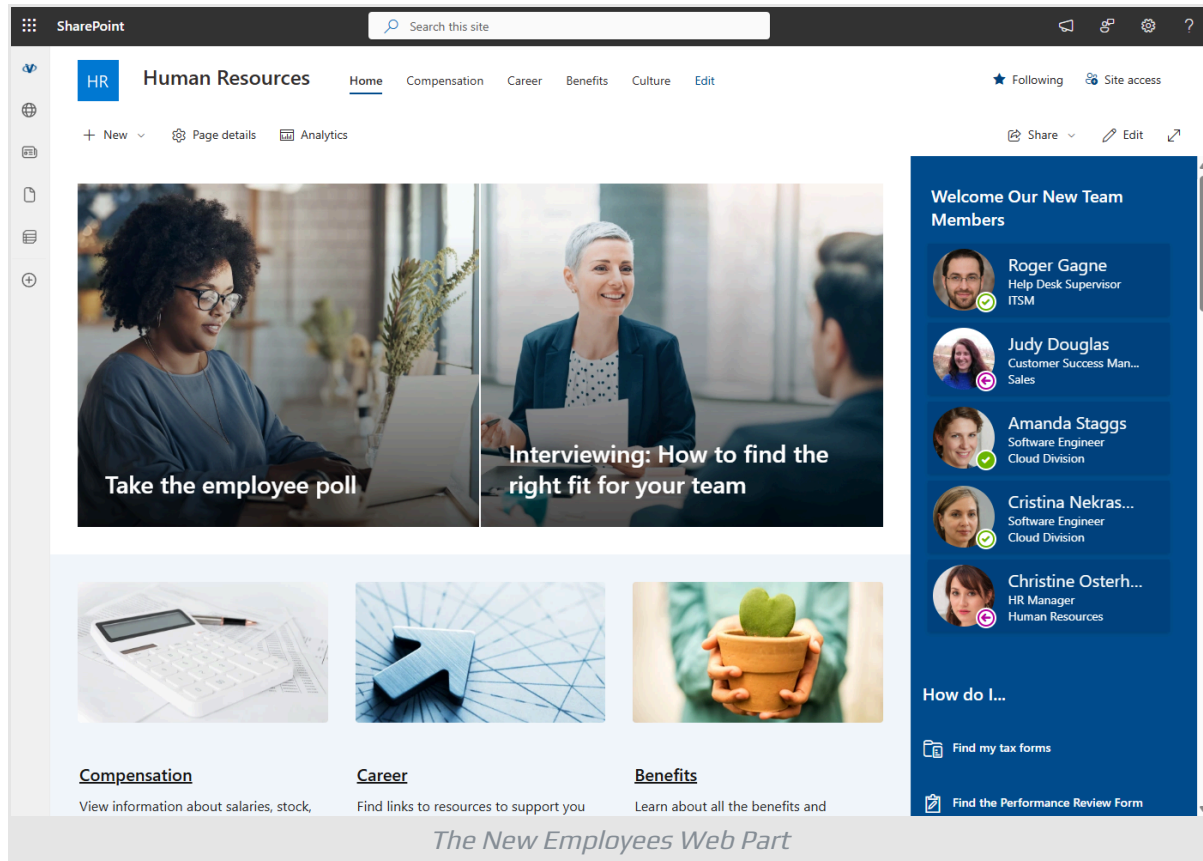 SharePoint
Search this site
?
HR
Human Resources
Home
Compensation
Career
Benefits
Culture
Edit
Following
Site access
New
Page details
Analytics
Share
Edit
Take the employee poll
Interviewing: How to find the
right fit for your team
Welcome Our New Team
Members
Roger Gagne
Help Desk Supervisor
ITSM
Judy Douglas
Customer Success Man...
Sales
Amanda Staggs
Software Engineer
Cloud Division
Cristina Nekras...
Software Engineer
Cloud Division
Christine Osterh...
HR Manager
Human Resources
How do I...
Find my tax forms
Find the Performance Review Form
Compensation
View information about salaries, stock,
Career
Find links to resources to support you
Benefits
Learn about all the benefits and
The New Employees Web Part